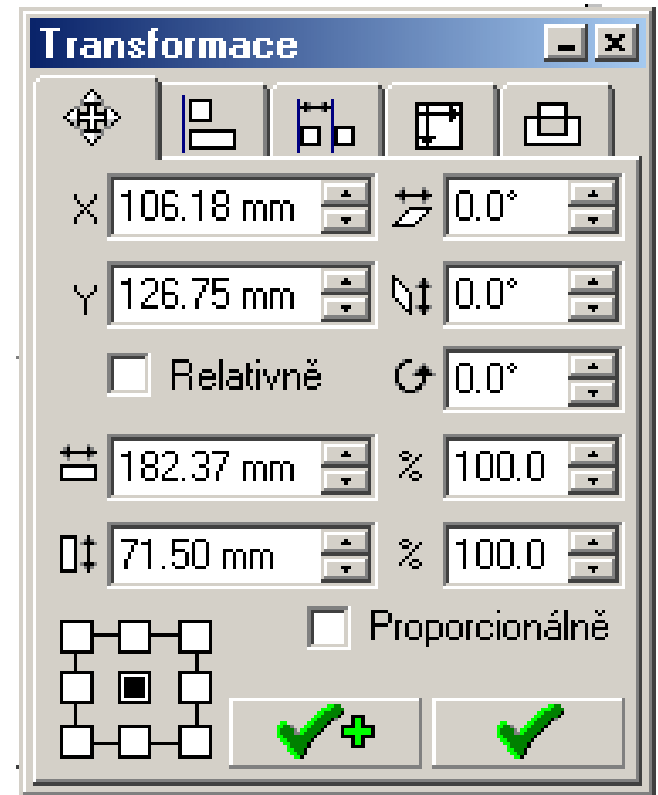 Transformace
X 106.18 mm 0.0°
Y 126.75 mm 0.0°
Relativně 0.0°
182.37 mm % 100.0
71.50 mm % 100.0
Proporcionálně